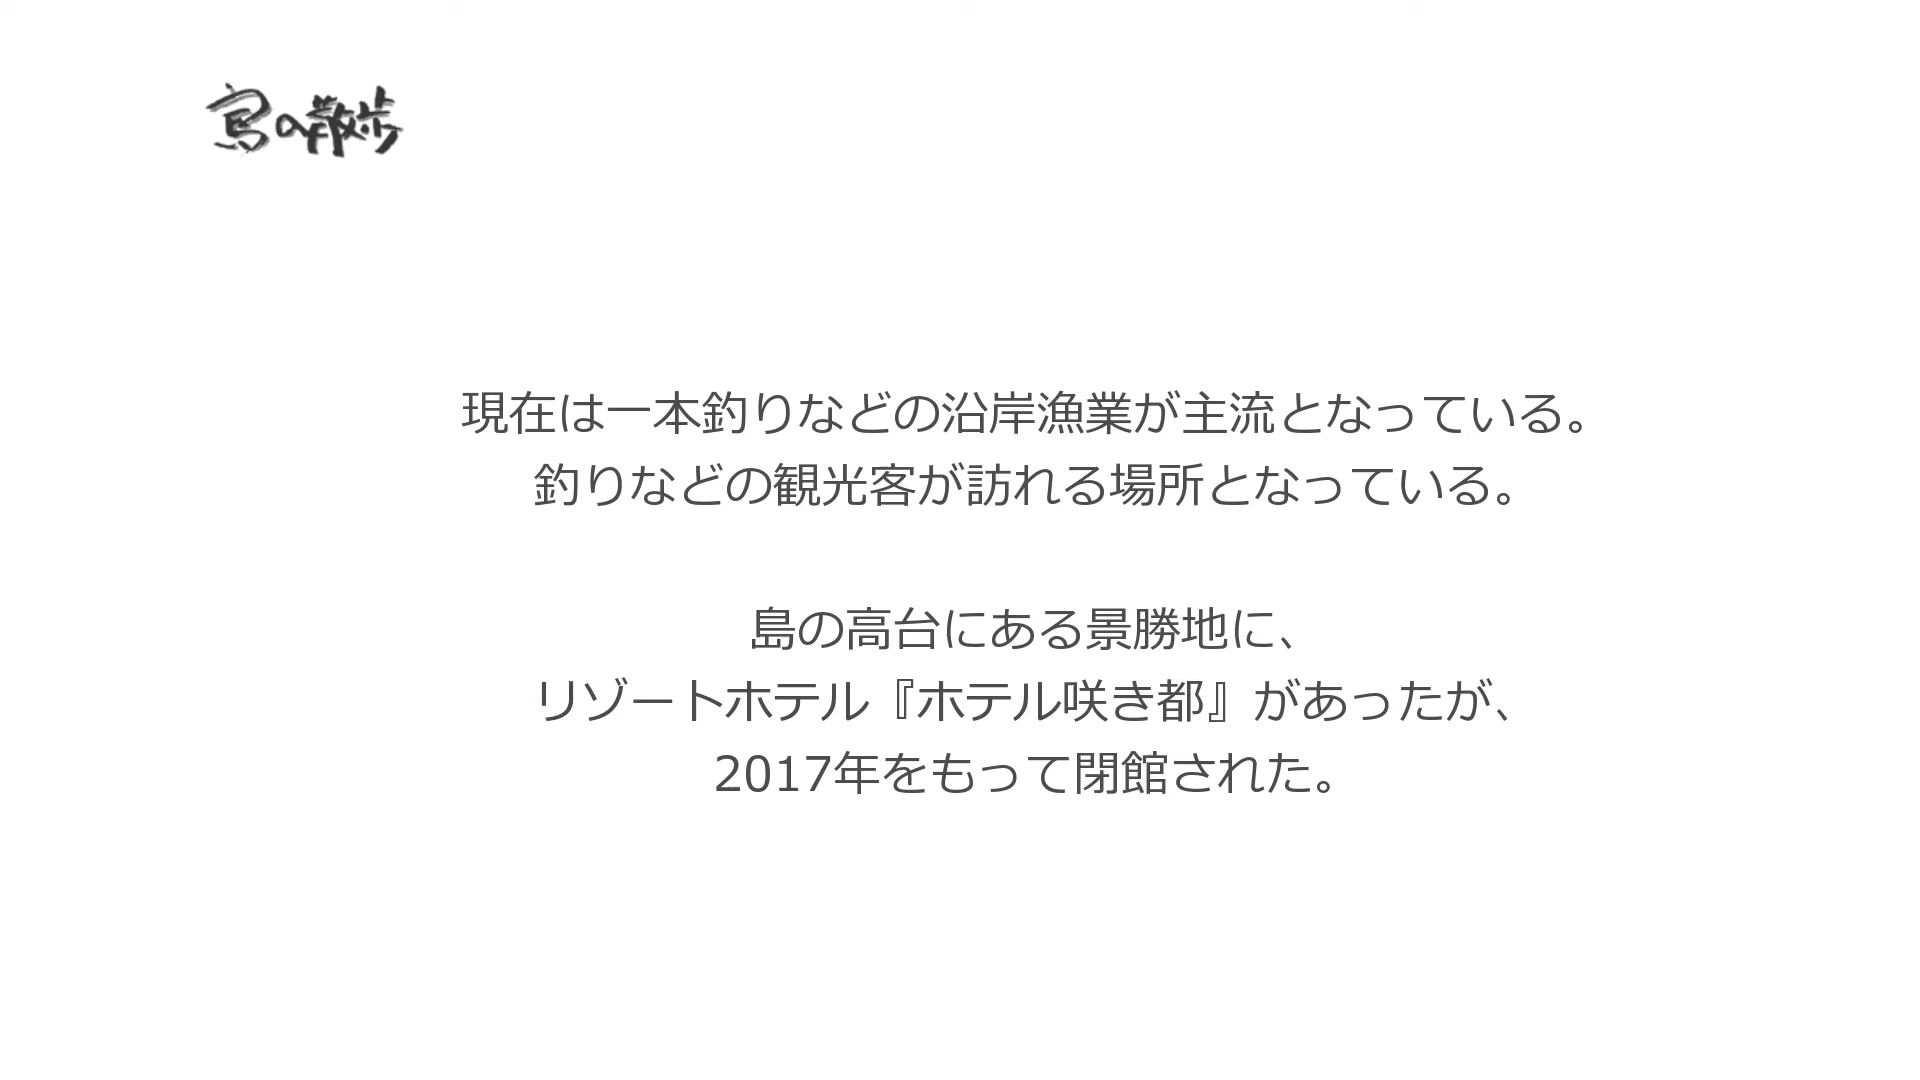 島の散歩
現在は一本釣りなどの沿岸漁業が主流となっている。
釣りなどの観光客が訪れる場所となっている。
島の高台にある景勝地に、
リゾートホテル『ホテル咲き都』があったが、
2017年をもって閉館された。